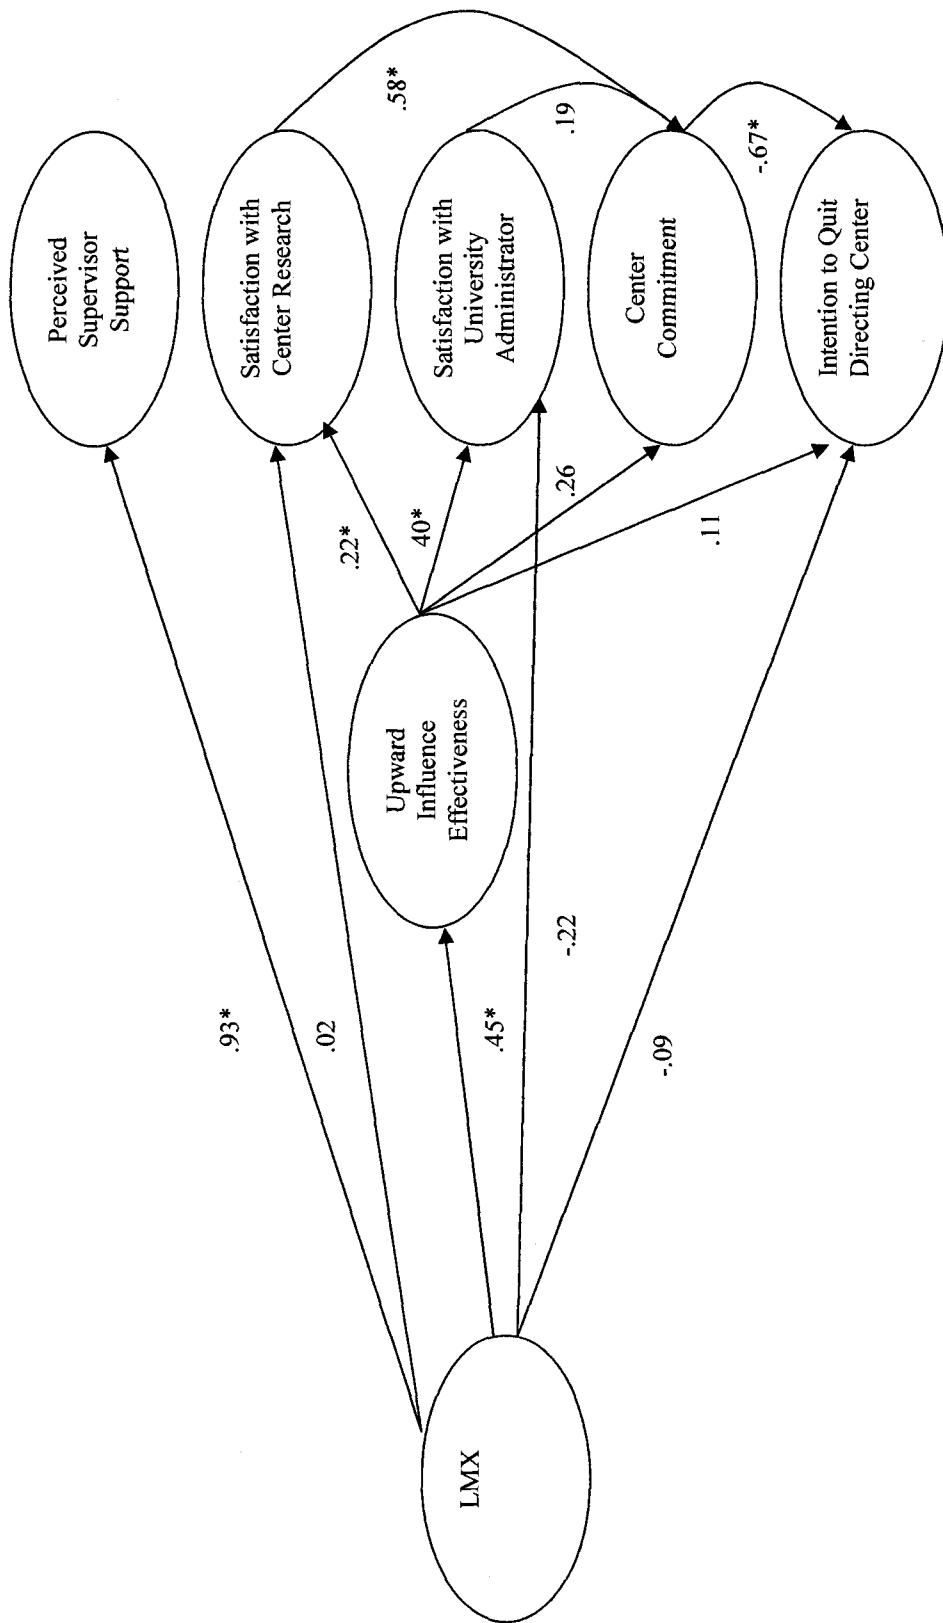 Perceived
Supervisor
Support
Satisfaction with
Center Research
Satisfaction with
University
Administrator
Center
Commitment
Intention to Quit
Directing Center
Upward
Influence
Effectiveness
LMX
.93*
.02
.45*
-.22
-.09
.22*
40*
.26
.11
.58*
.19
-.67*